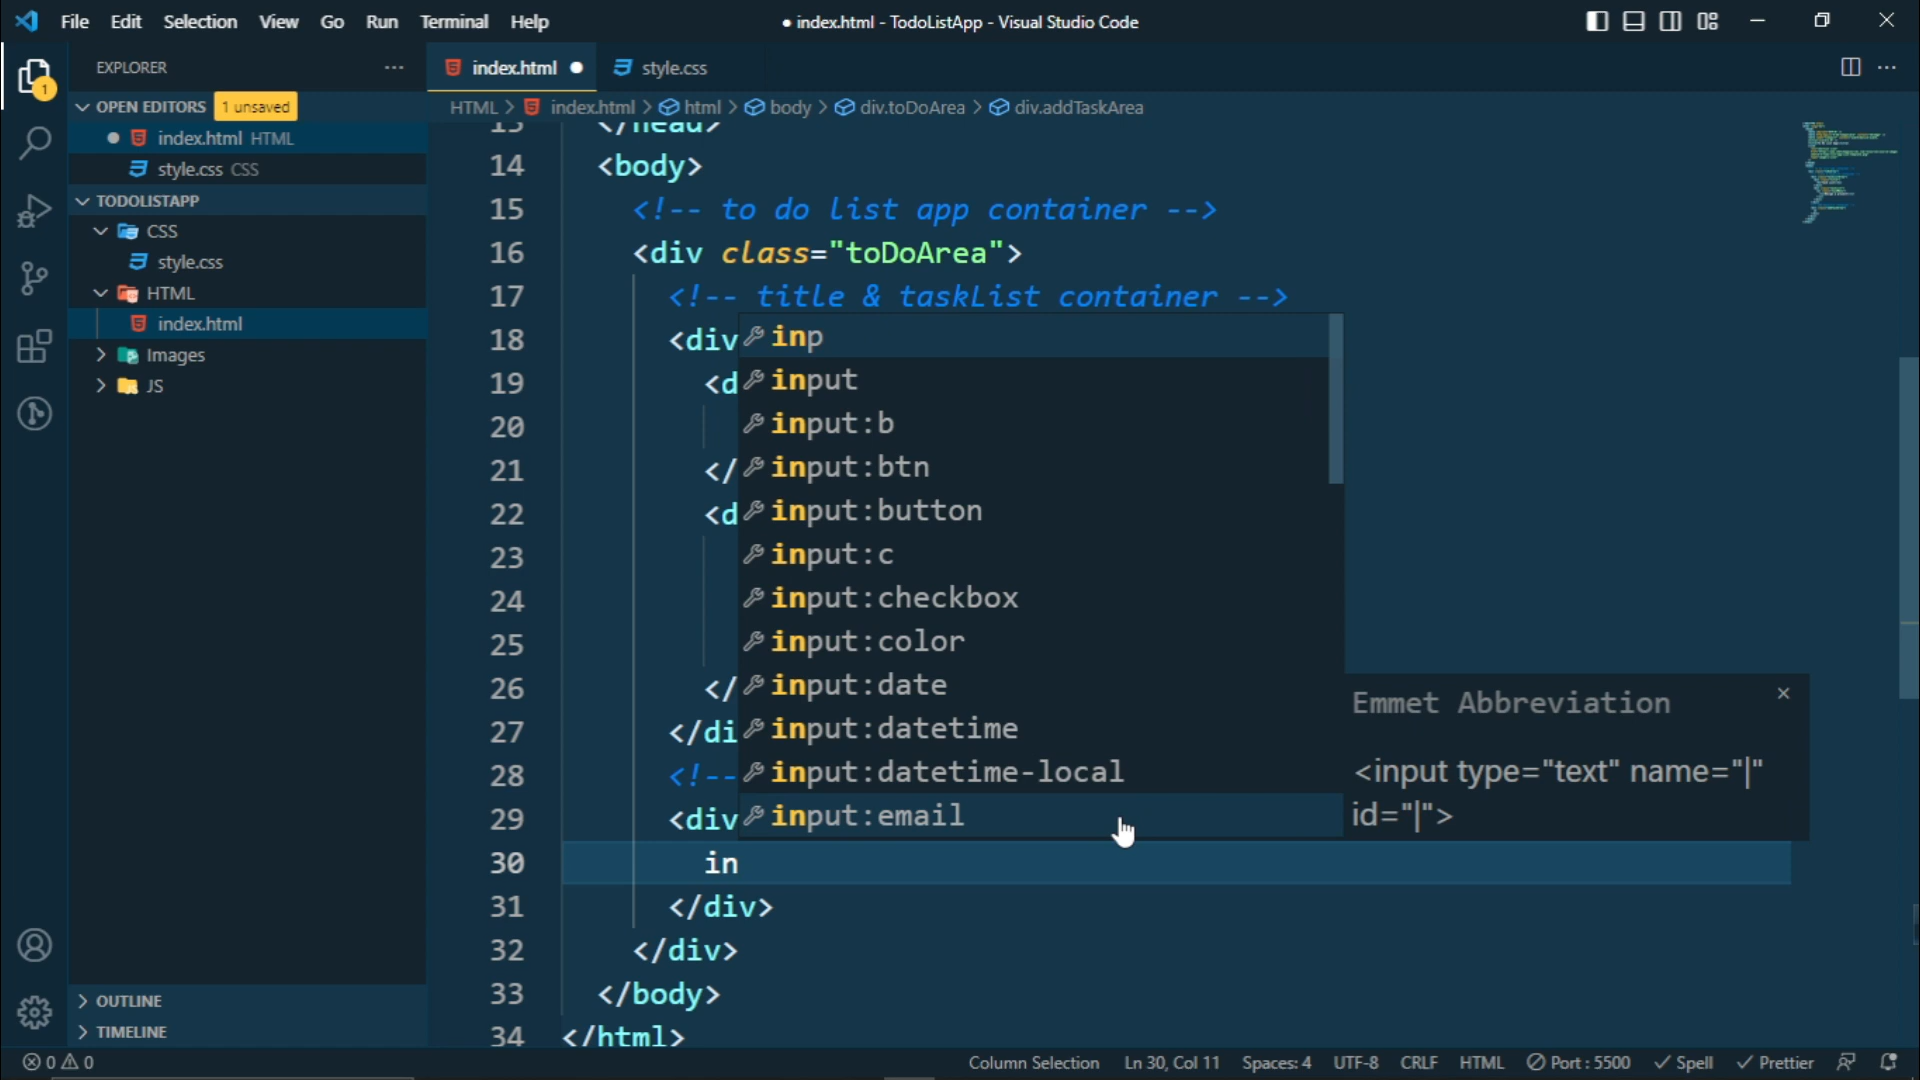 File Edit Selection View Go Run Terminal Help
● index.html - TodoListApp - Visual Studio Code
EXPLORER
index.html
style.css
1
OPEN EDITORS 1 unsaved
HTML > index.html > html > body > div.toDoArea > div.addTaskArea
index.html HTML
style.css CSS
TODOLISTAPP
CSS
style.css
HTML
index.html
Images
JS
13 </head>
14 <body>
15 <!-- to do list app container -->
16 <div class="toDoArea">
17 <!-- title & taskList container -->
18 <div
19 <d
20
21 </
22 <d
23
24
25
26 </
27 </di
28 <!--
29 <div
30 in
31 </div>
32 </div>
33 </body>
34 </html>
inp
input
input:b
input:btn
input:button
input:c
input:checkbox
input:color
input:date
input:datetime
input:datetime-local
input:email
Emmet Abbreviation
<input type="text" name="|"
id="|">
OUTLINE
TIMELINE
0 0
Column Selection Ln 30, Col 11 Spaces: 4 UTF-8 CRLF HTML Port : 5500 Spell Prettier